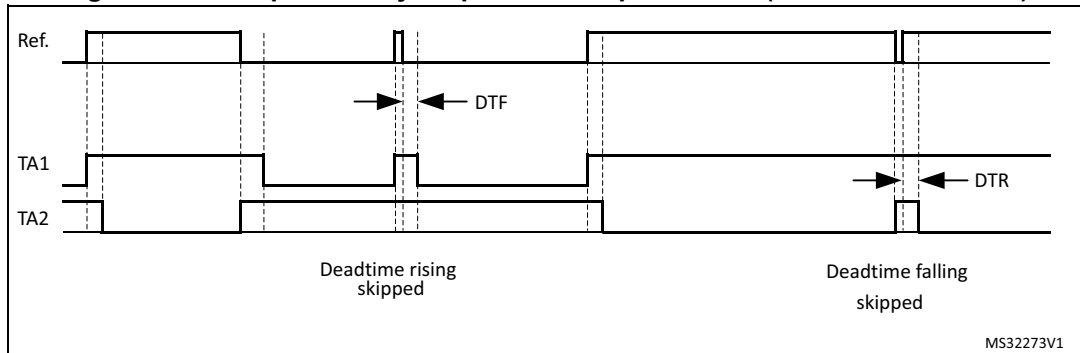 Ref.
DTF
TA1
DTR
TA2
Deadtime rising
skipped
Deadtime falling
skipped
MS32273V1